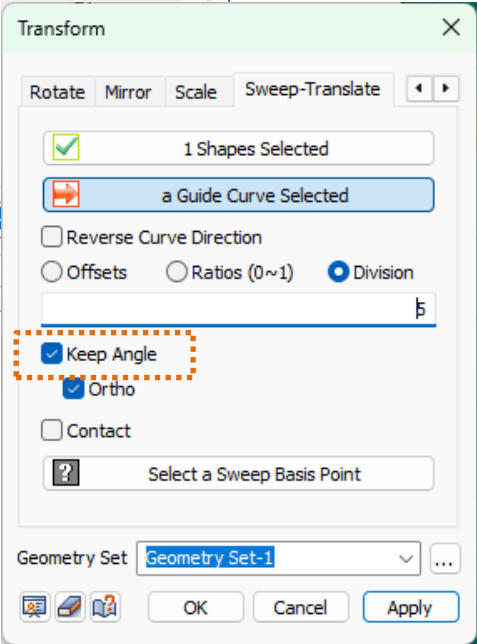 Transform
Rotate Mirror Scale Sweep-Translate
1 Shapes Selected
a Guide Curve Selected
Reverse Curve Direction
Offsets Ratios (0~1) Division
5
Keep Angle
Ortho
Contact
? Select a Sweep Basis Point
Geometry Set Geometry Set-1 ...
OK Cancel Apply